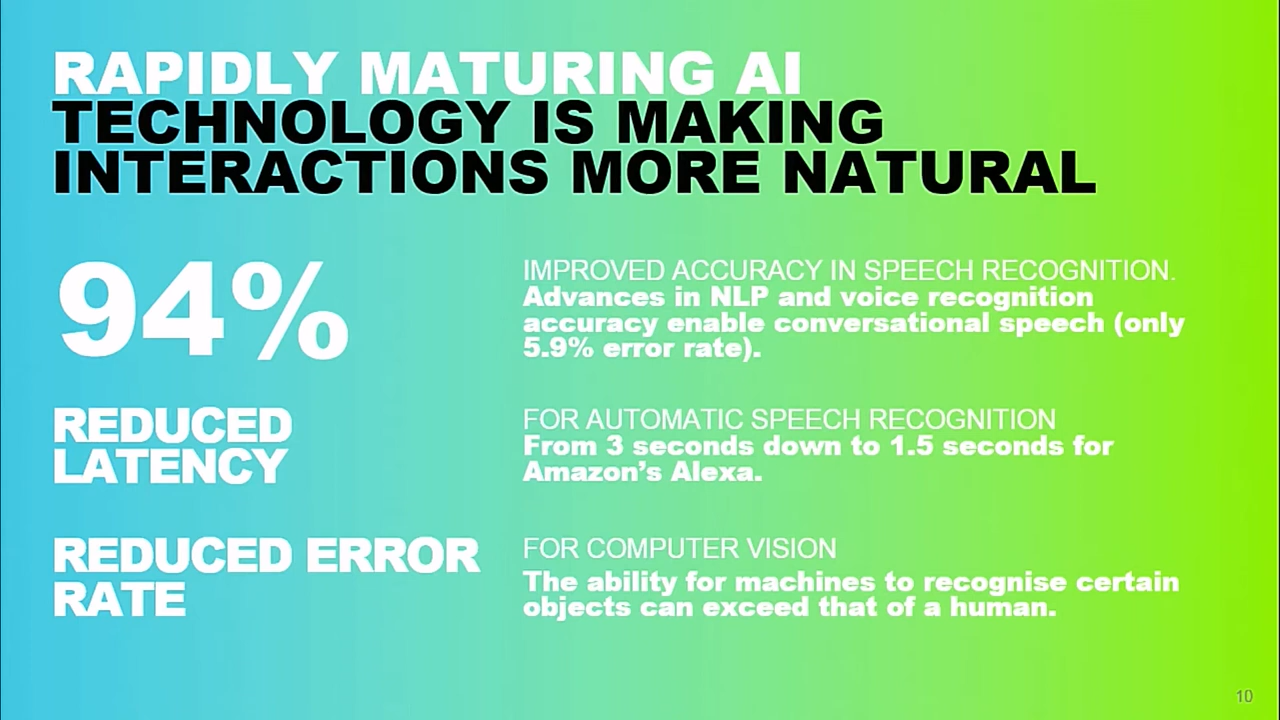 RAPIDLY MATURING AI
TECHNOLOGY IS MAKING
INTERACTIONS MORE NATURAL
94%
IMPROVED ACCURACY IN SPEECH RECOGNITION.
Advances in NLP and voice recognition
accuracy enable conversational speech (only
5.9% error rate).
REDUCED
LATENCY
FOR AUTOMATIC SPEECH RECOGNITION
From 3 seconds down to 1.5 seconds for
Amazon’s Alexa.
REDUCED ERROR
RATE
FOR COMPUTER VISION
The ability for machines to recognise certain
objects can exceed that of a human.
10